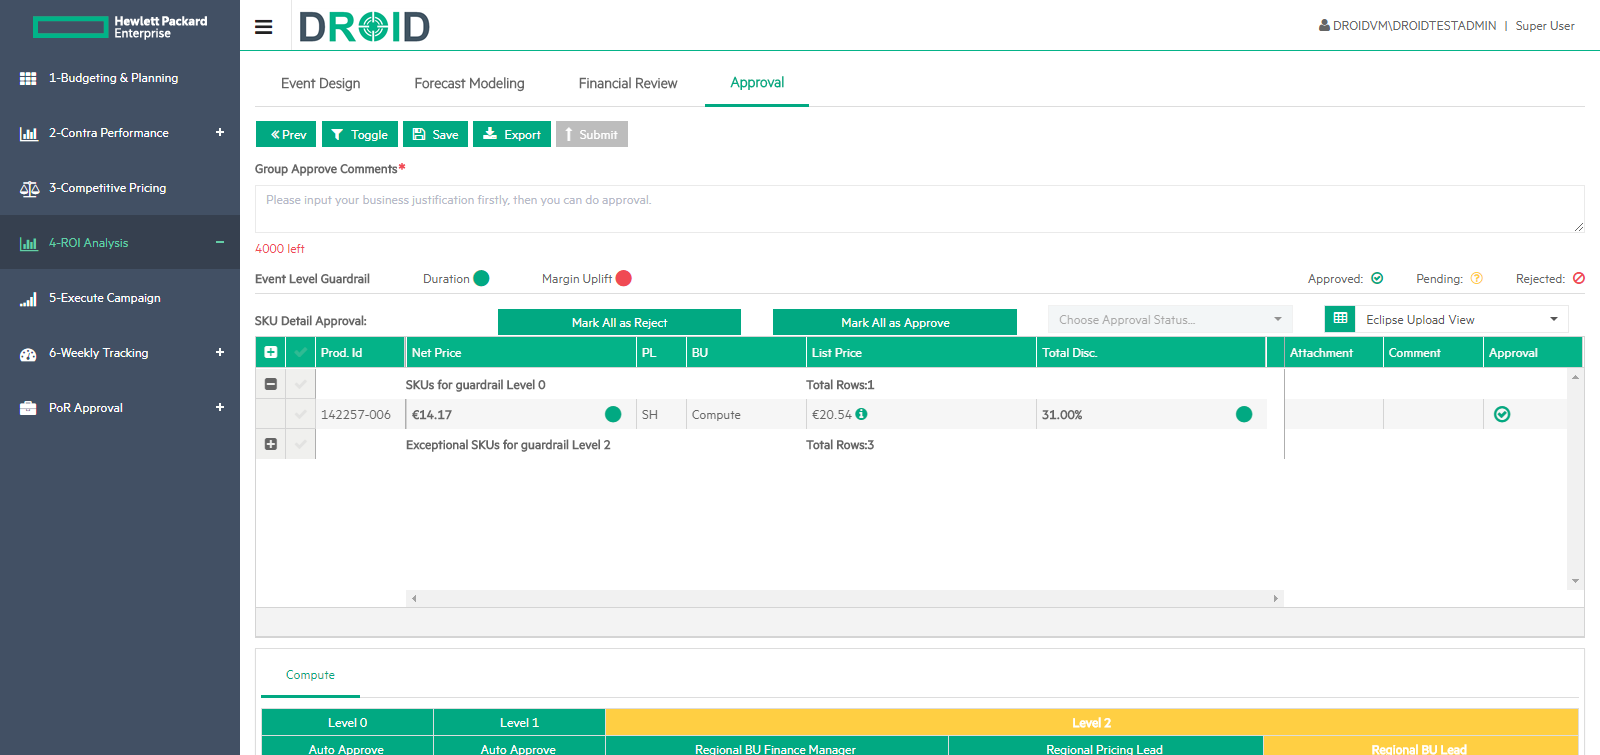 Hewlett Packard
Enterprise
DROID
DROIDVM\DROIDTESTADMIN | Super User
1-Budgeting & Planning
2-Contra Performance
3-Competitive Pricing
4-ROI Analysis
5-Execute Campaign
6-Weekly Tracking
PoR Approval
Event Design Forecast Modeling Financial Review Approval
Prev Toggle Save Export Submit
Group Approve Comments*
Please input your business justification firstly, then you can do approval.
4000 left
Event Level Guardrail Duration Margin Uplift Approved: Pending: Rejected:
SKU Detail Approval: Mark All as Reject Mark All as Approve Choose Approval Status... Eclipse Upload View
Prod. Id Net Price PL BU List Price Total Disc. Attachment Comment Approval
SKUs for guardrail Level 0 Total Rows:1
142257-006 €14.17 SH Compute €20.54 31.00%
Exceptional SKUs for guardrail Level 2 Total Rows:3
Compute
Level 0 Level 1 Level 2
Auto Approve Auto Approve Regional BU Finance Manager Regional Pricing Lead Regional BU Lead